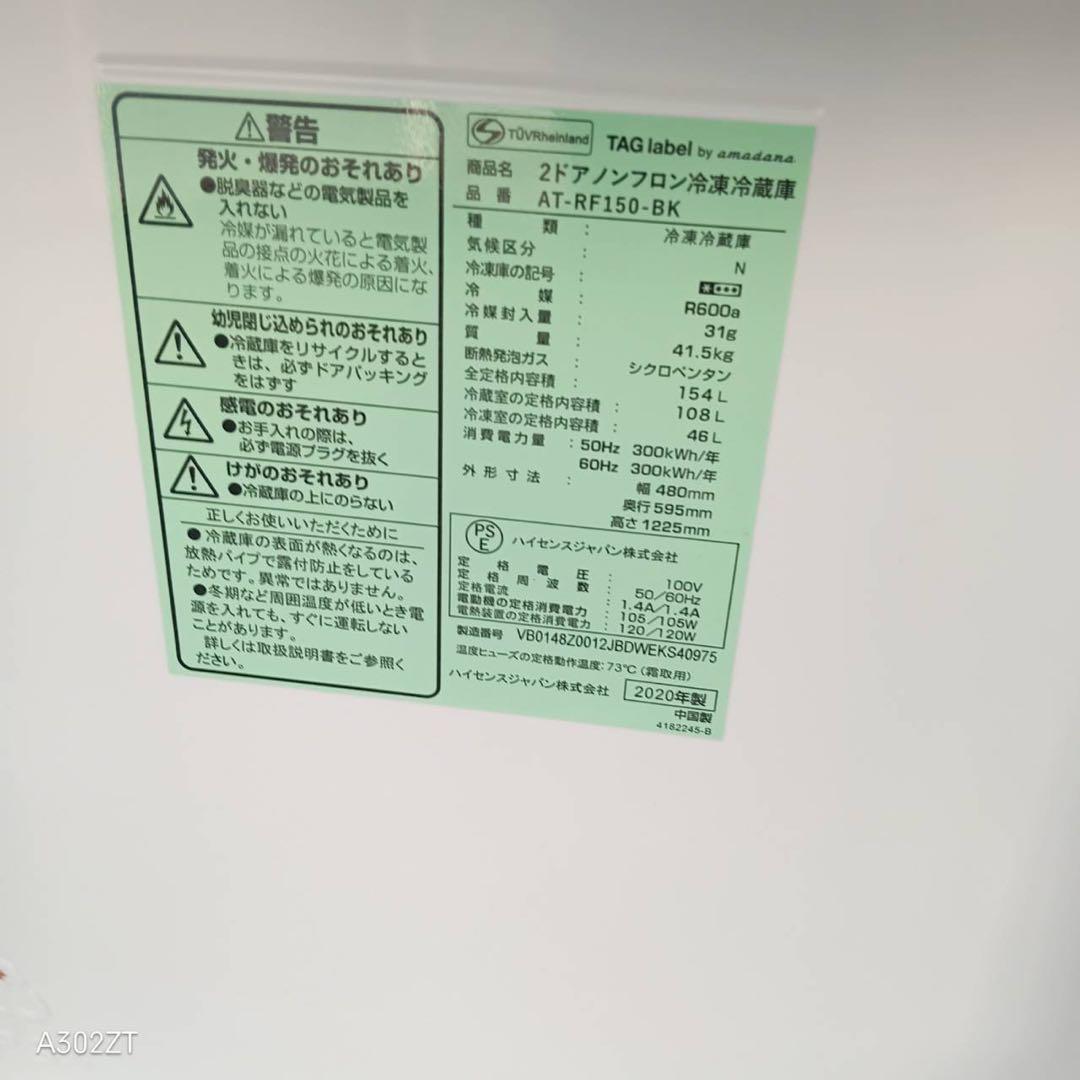 警告
発火・爆発のおそれあり
●脱臭器などの電気製品を
入れない
冷媒が漏れていると電気製
品の接点の火花による着火、
着火による爆発の原因にな
ります。
幼児閉じ込められのおそれあり
●冷蔵庫をリサイクルすると
きは、必ずドアパッキング
をはずす
感電のおそれあり
●お手入れの際は、
必ず電源プラグを抜く
けがのおそれあり
●冷蔵庫の上にのらない
正しくお使いいただくために
●冷蔵庫の表面が熱くなるのは、
放熱パイプで露付防止をしている
ためです。異常ではありません。
●冬期など周囲温度が低いとき電
源を入れても、すぐに運転しない
ことがあります。
詳しくは取扱説明書をご参照く
ださい。
TÜVRheinland TAG label by amadana
商品名 2ドアノンフロン冷凍冷蔵庫
品番 AT-RF150-BK
種類 : 冷凍冷蔵庫
気候区分 : N
冷凍庫の記号 :
冷媒 : R600a
冷媒封入量 : 31g
質量 : 41.5kg
断熱発泡ガス : シクロペンタン
全定格内容積 : 154L
冷蔵室の定格内容積 : 108L
冷凍室の定格内容積 : 46L
消費電力量 : 50Hz 300kWh/年
60Hz 300kWh/年
外形寸法 : 幅 480mm
奥行 595mm
高さ 1225mm
PS
E
ハイセンスジャパン株式会社
定格電圧 : 100V
定格周波数 : 50/60Hz
定格電流 : 1.4A/1.4A
電動機の定格消費電力 : 105/105W
電熱装置の定格消費電力 : 120/120W
製造番号 VB0148Z0012JBDWEKS40975
温度ヒューズの定格動作温度:73℃(霜取用)
ハイセンスジャパン株式会社 2020年製
中国製
4182245-B
A302ZT